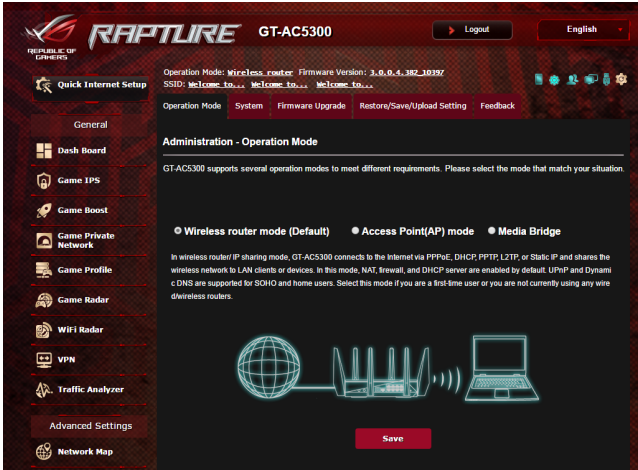 REPUBLIC OF
GAMERS
RAPTURE
GT-AC5300
Logout
English
Quick Internet Setup
Operation Mode: Wireless router Firmware Version: 3.0.0.4.382_10397
SSID: Welcome to... Welcome to... Welcome to...
Operation Mode System Firmware Upgrade Restore/Save/Upload Setting Feedback
General
Dash Board
Game IPS
Game Boost
Game Private
Network
Game Profile
Game Radar
WiFi Radar
VPN
Traffic Analyzer
Advanced Settings
Network Map
Administration - Operation Mode
GT-AC5300 supports several operation modes to meet different requirements. Please select the mode that match your situation.
Wireless router mode (Default) Access Point(AP) mode Media Bridge
In wireless router/ IP sharing mode, GT-AC5300 connects to the Internet via PPPoE, DHCP, PPTP, L2TP, or Static IP and shares the
wireless network to LAN clients or devices. In this mode, NAT, firewall, and DHCP server are enabled by default. UPnP and Dynami
c DNS are supported for SOHO and home users. Select this mode if you are a first-time user or you are not currently using any wire
d/wireless routers.
Save